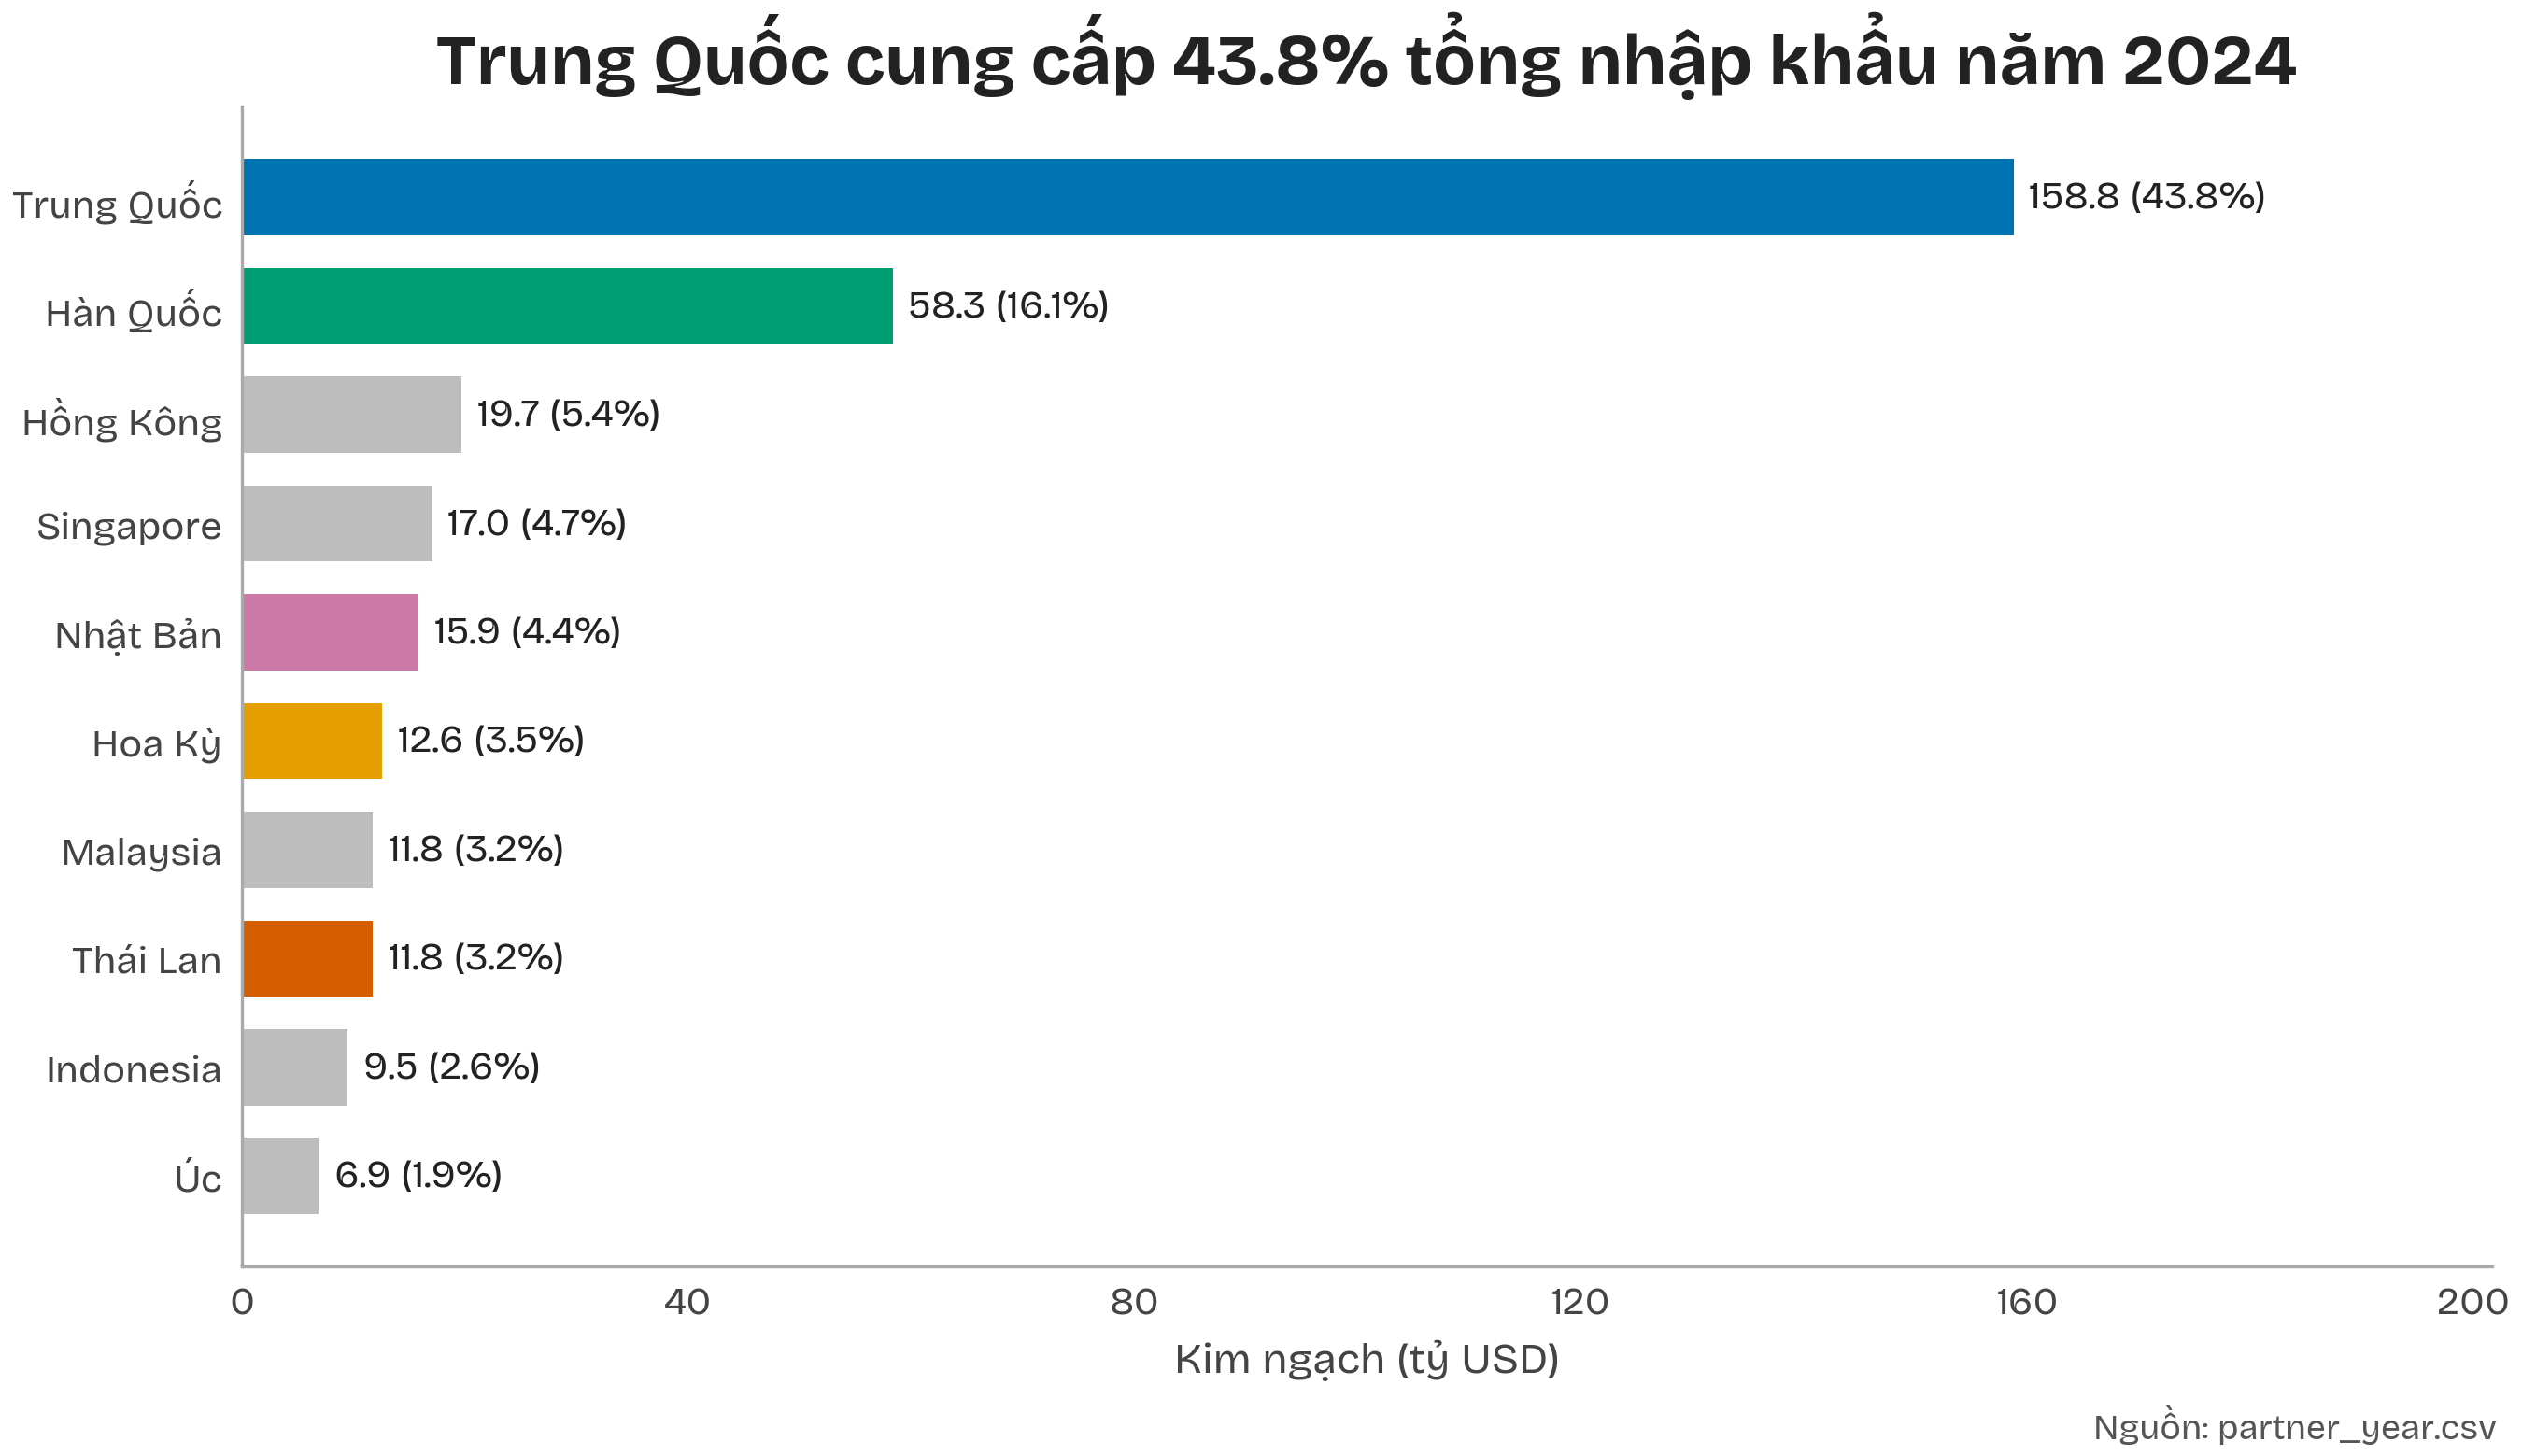 Trung Quốc cung cấp 43.8% tổng nhập khẩu năm 2024
Trung Quốc 158.8 (43.8%)
Hàn Quốc 58.3 (16.1%)
Hồng Kông 19.7 (5.4%)
Singapore 17.0 (4.7%)
Nhật Bản 15.9 (4.4%)
Hoa Kỳ 12.6 (3.5%)
Malaysia 11.8 (3.2%)
Thái Lan 11.8 (3.2%)
Indonesia 9.5 (2.6%)
Úc 6.9 (1.9%)
0 40 80 120 160 200
Kim ngạch (tỷ USD)
Nguồn: partner_year.csv